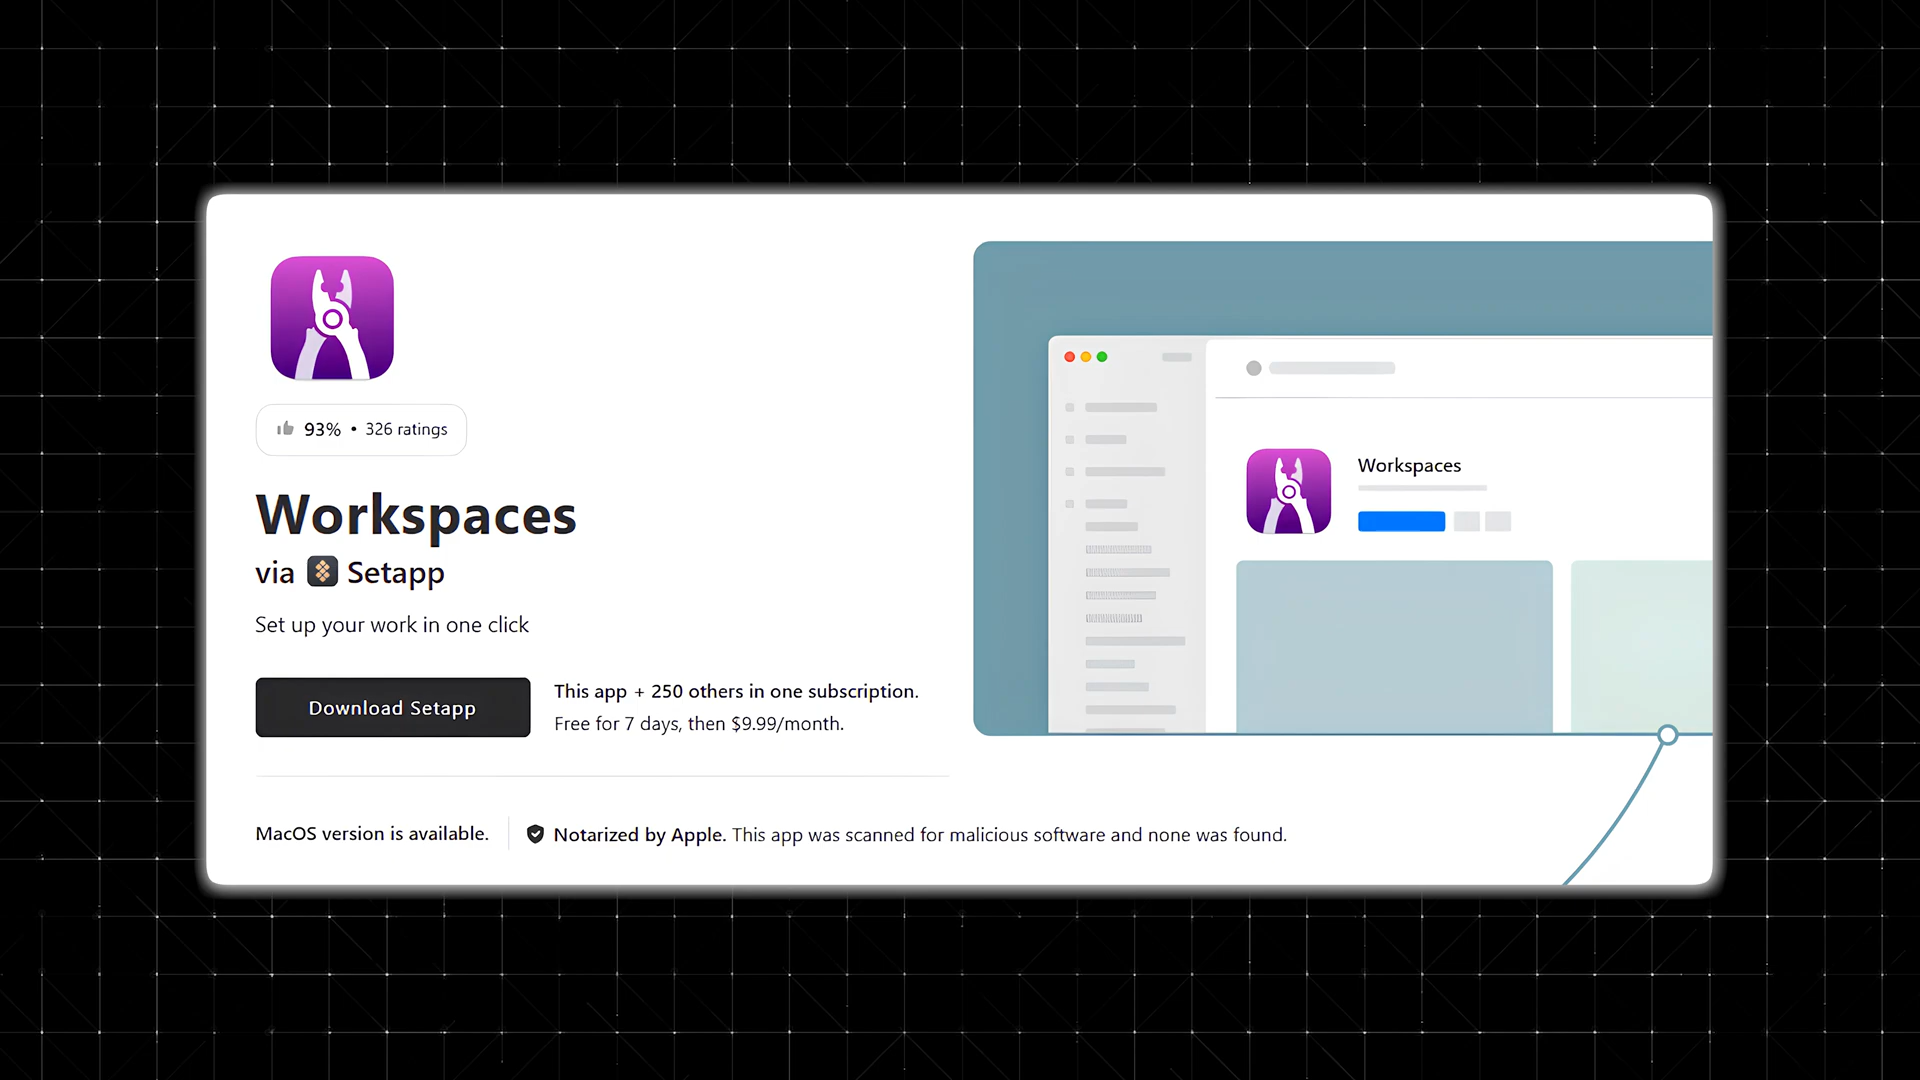 93% • 326 ratings
Workspaces
via Setapp
Set up your work in one click
Download Setapp
This app + 250 others in one subscription.
Free for 7 days, then $9.99/month.
MacOS version is available.
Notarized by Apple. This app was scanned for malicious software and none was found.
Workspaces